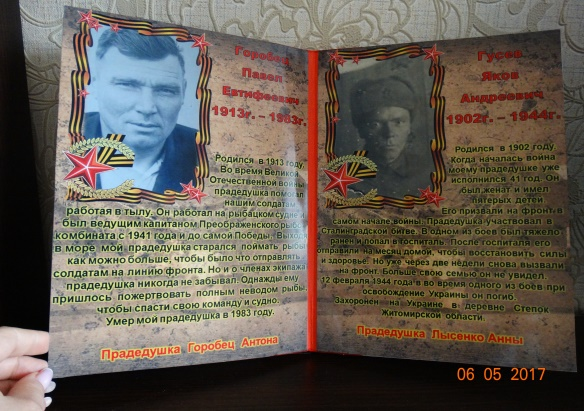 Горобец
Павел
Евтифеевич
1913г. – 1983г.
Родился в 1913 году.
Во время Великой
Отечественной войны
прадедушка помогал
нашим солдатам,
работая в тылу. Он работал на рыбацком судне и
был ведущим капитаном Преображенского рыбо
комбината с 1941 года и до самой Победы! Выходя
в море мой прадедушка старался поймать рыбы
как можно больше, чтобы было что отправлять
солдатам на линию фронта. Но и о членах экипажа
прадедушка никогда не забывал. Однажды ему
пришлось пожертвовать полным неводом рыбы,
чтобы спасти свою команду и судно.
Умер мой прадедушка в 1983 году.
Прадедушка Горобец Антона
Гусев
Яков
Андреевич
1902г. – 1944г.
Родился в 1902 году.
Когда началась война
моему прадедушке уже
исполнился 41 год. Он
был женат и имел
пятерых детей.
Его призвали на фронт в
самом начале войны. Прадедушка участвовал в
Сталинградской битве. В одном из боев был тяжело
ранен и попал в госпиталь. После госпиталя его
отправили на месяц домой, чтобы восстановить силы
и здоровье. Но уже через две недели снова вызвали
на фронт. Больше свою семью он не увидел.
12 февраля 1944 года в во время одного из боев при
освобождение Украины он погиб
Захоронен на Украине в деревне Степок
Житомирской области.
Прадедушка Лысенко Анны
06 05 2017